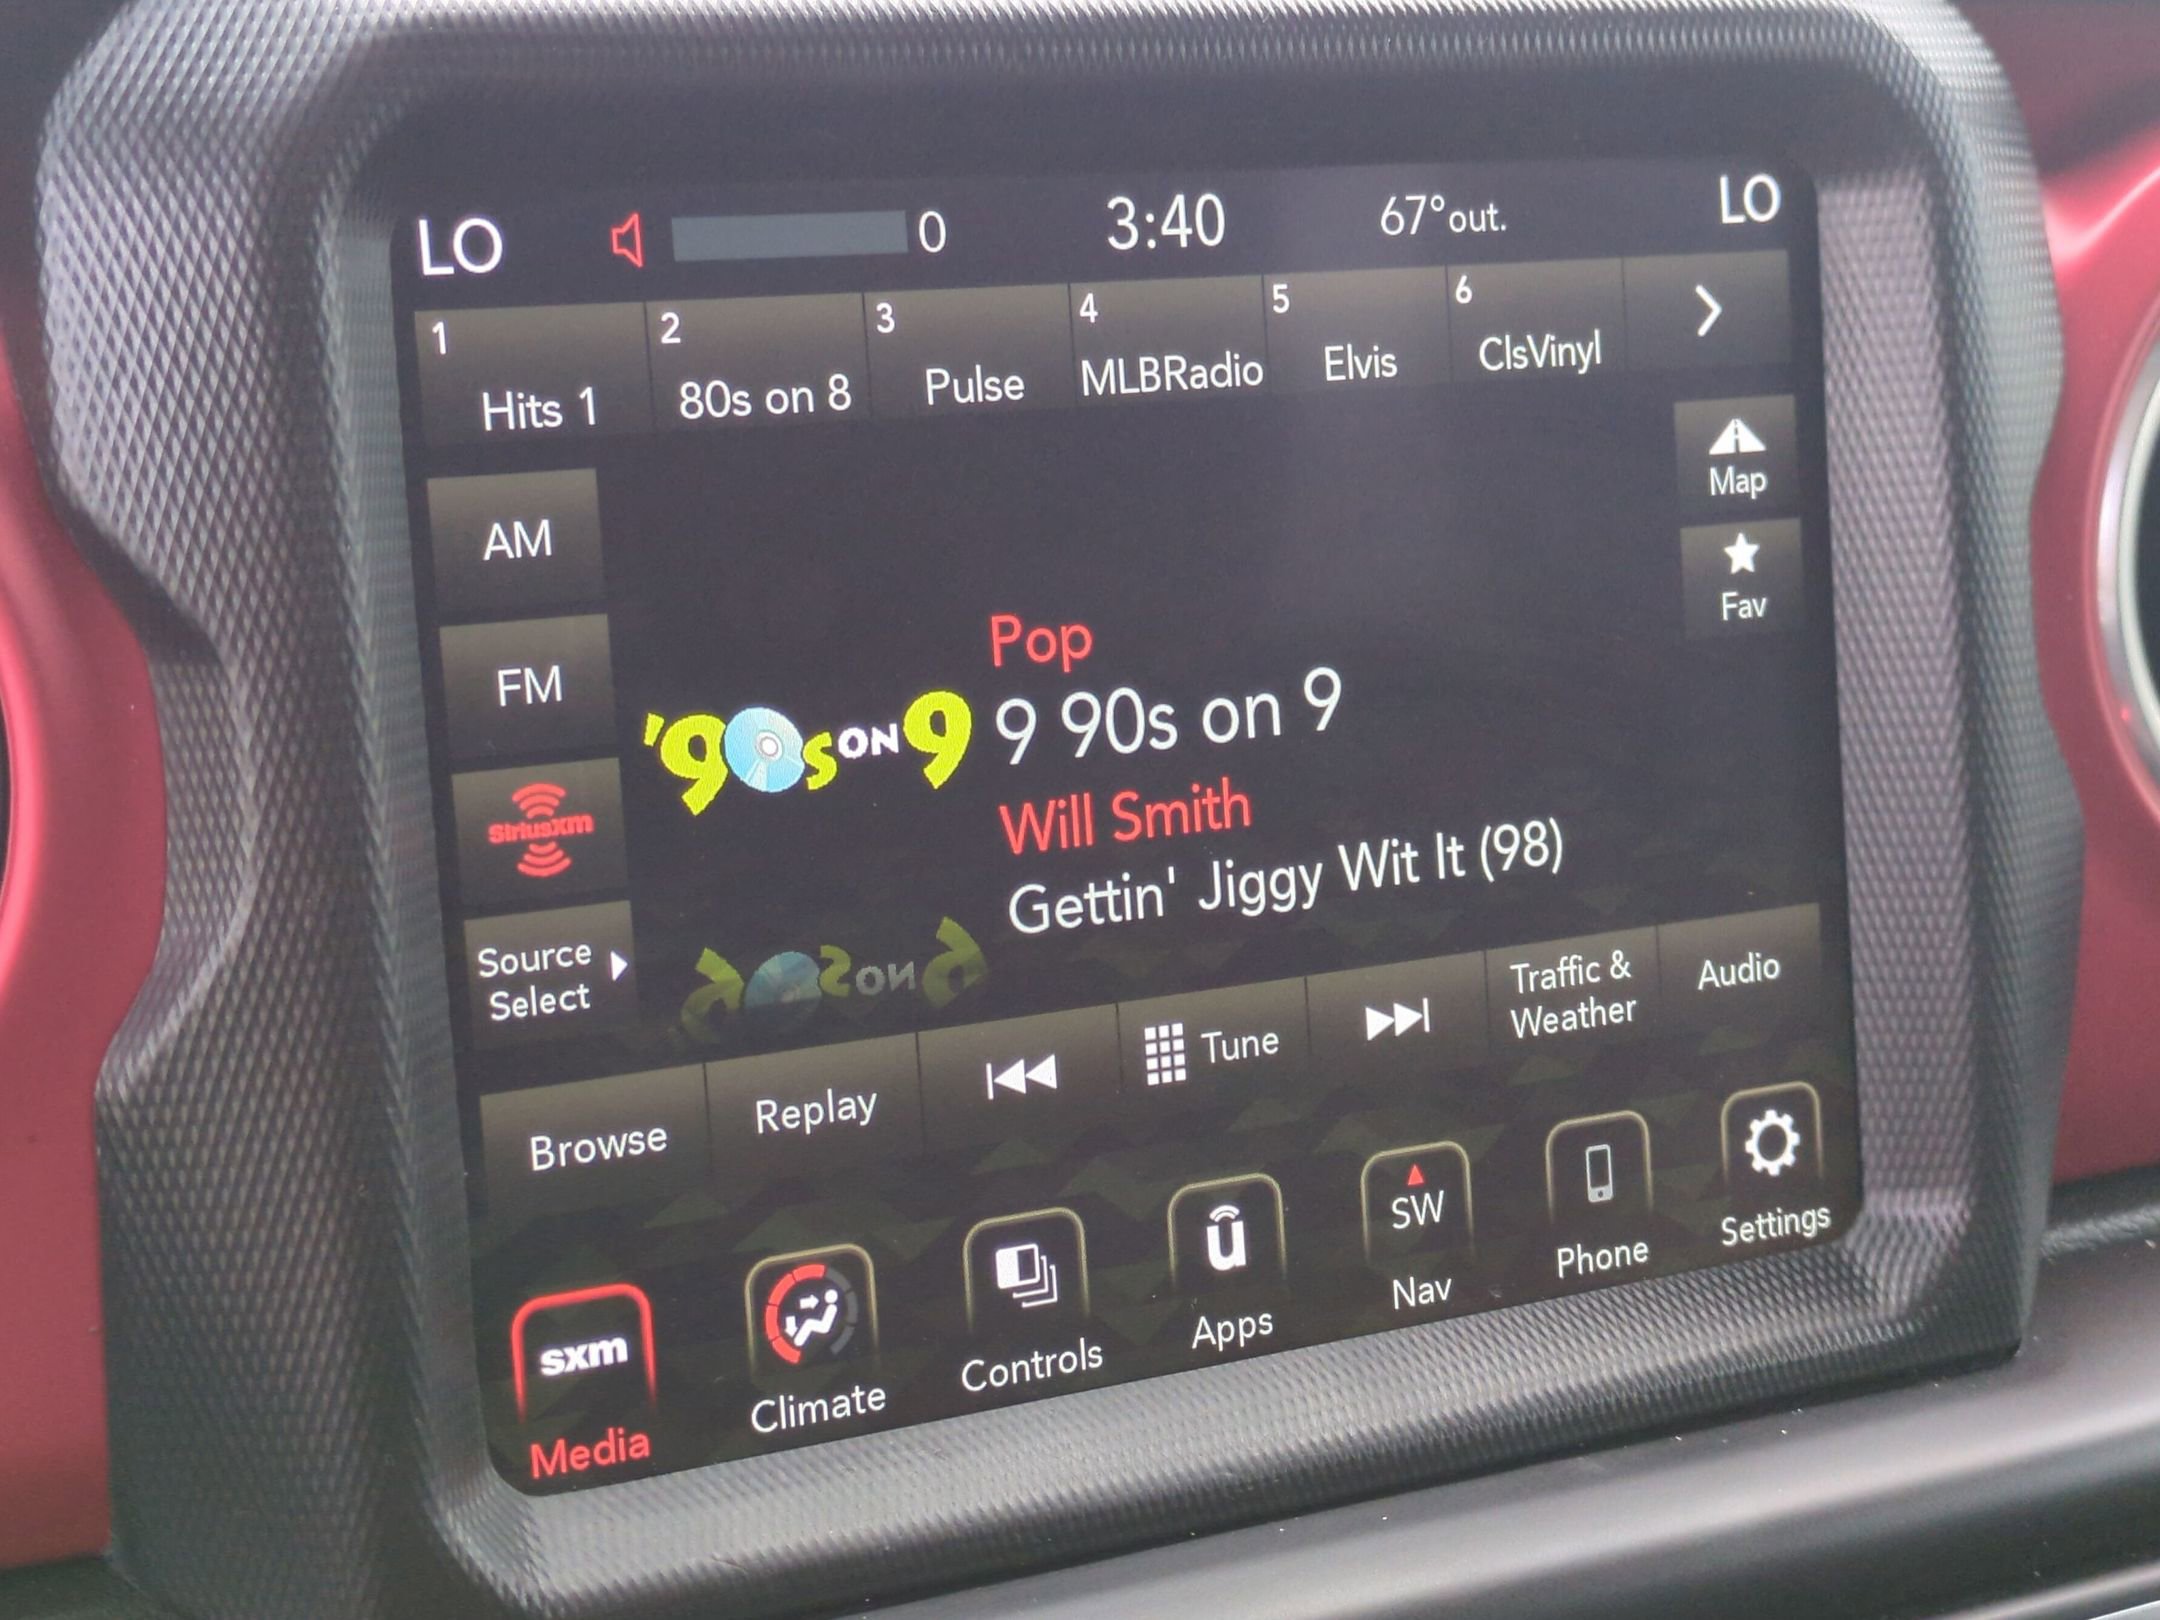 LO 0 3:40 67°out. LO
1 2 3 4 5 6
Hits 1 80s on 8 Pulse MLBRadio Elvis ClsVinyl
Map
AM
Fav
FM
Pop
'90s ON 9
9 90s on 9
SiriusXm
Will Smith
Gettin' Jiggy Wit It (98)
Source
Select
Browse Replay Tune Traffic &
Weather
Audio
sxm
SW
Media Climate Controls Apps Nav Phone Settings